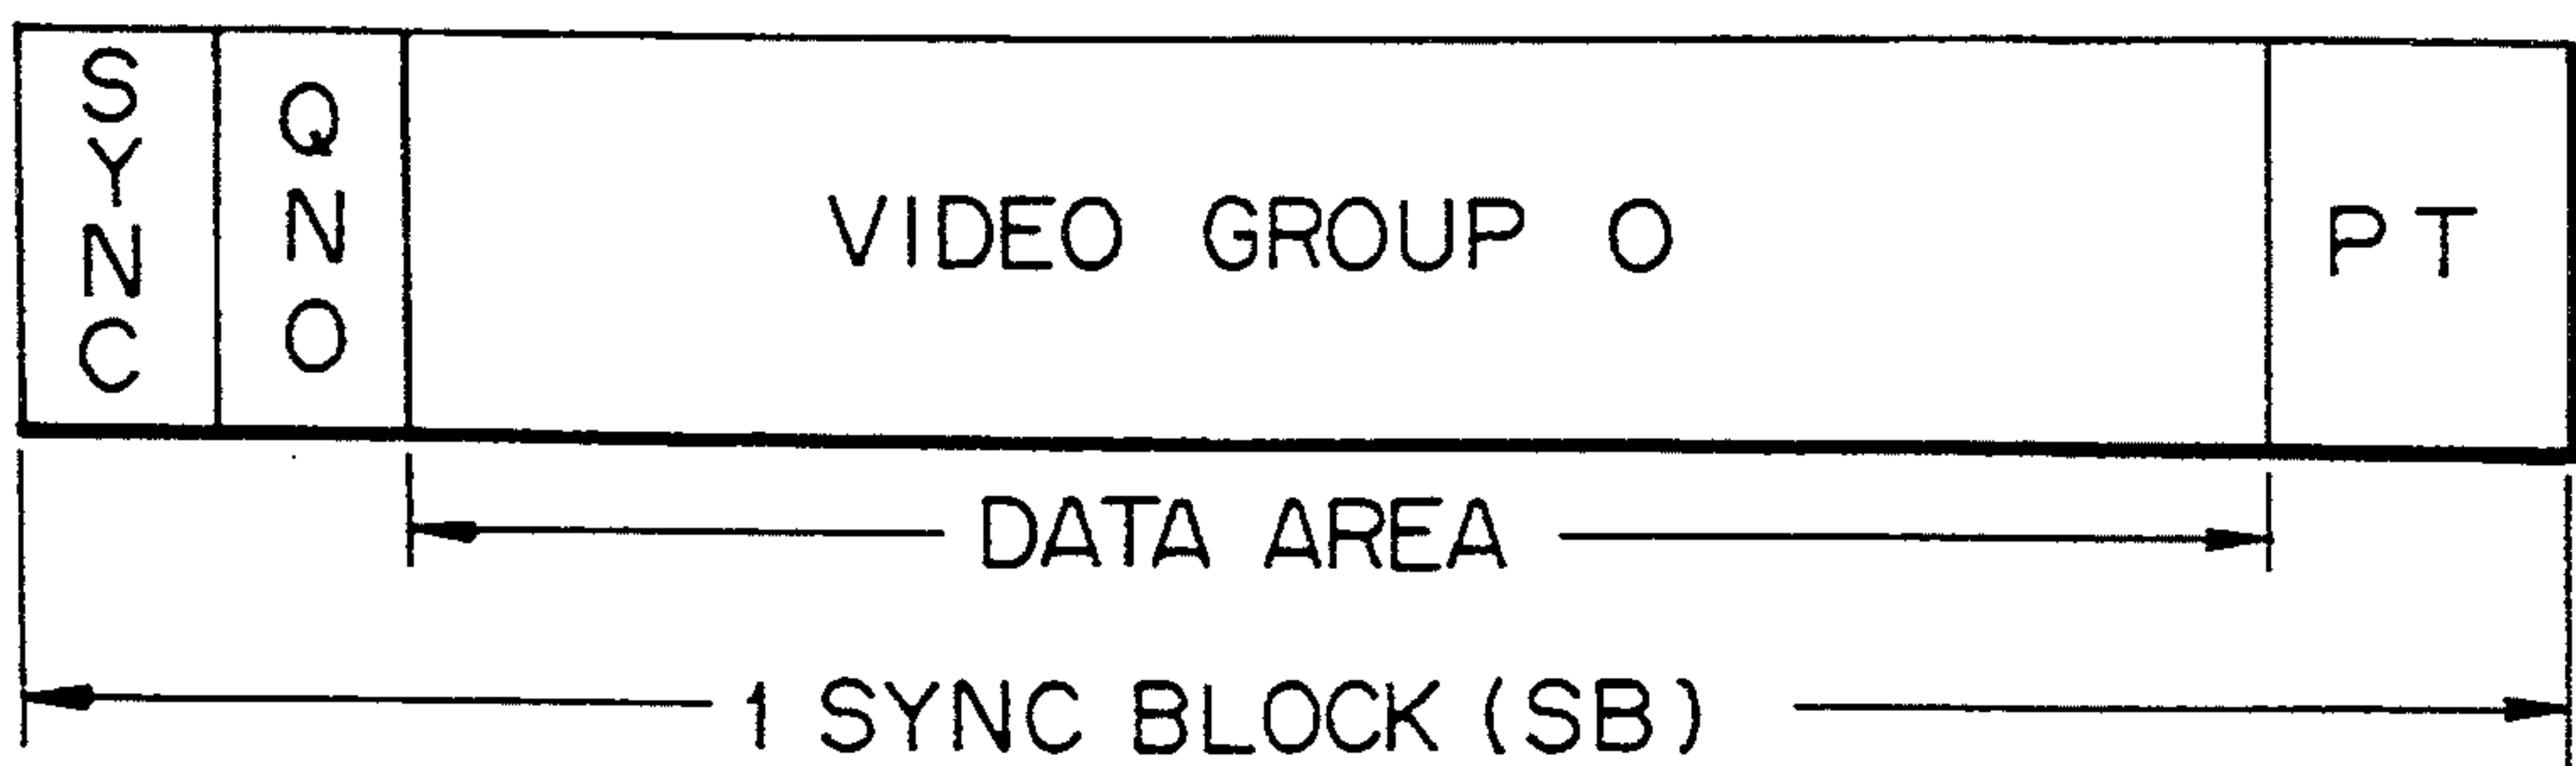 SYNC
QNO
VIDEO GROUP 0
PT
DATA AREA
1 SYNC BLOCK (SB)